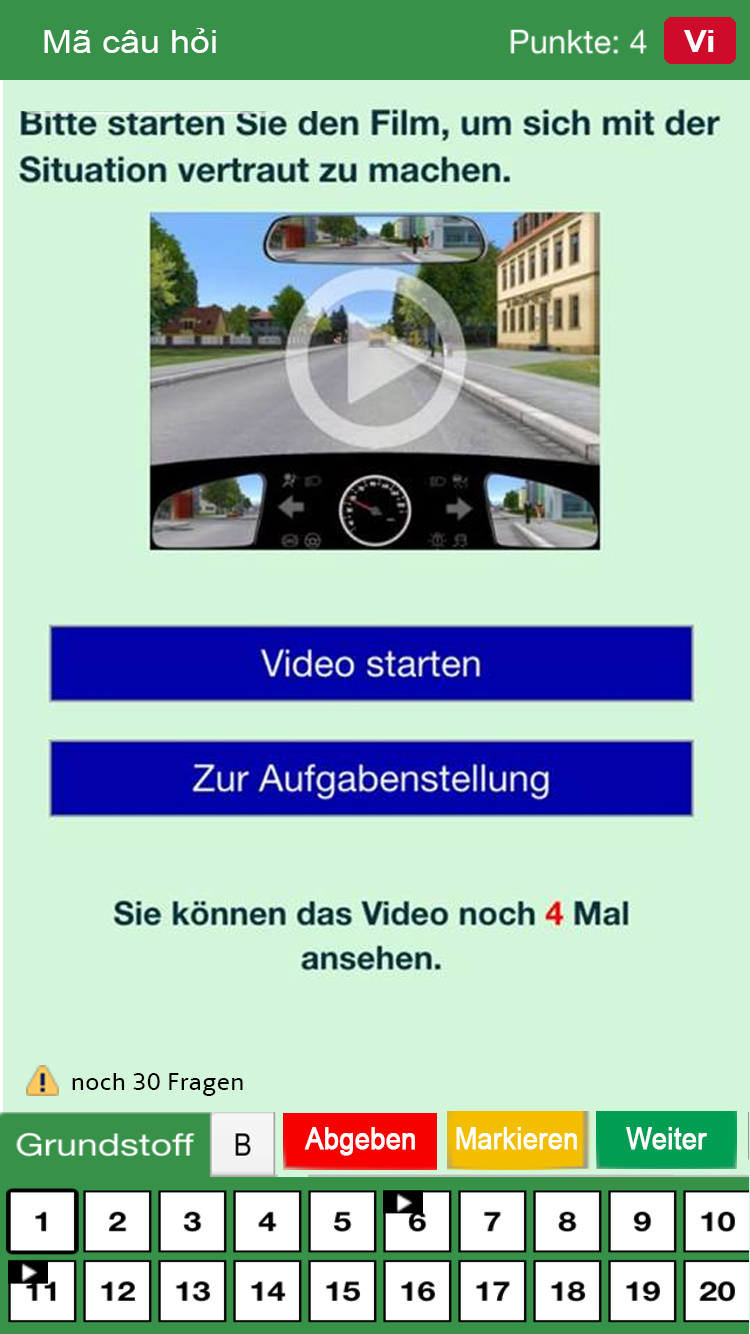 Mã câu hỏi
Punkte: 4 Vi
Bitte starten Sie den Film, um sich mit der
Situation vertraut zu machen.
Video starten
Zur Aufgabenstellung
Sie können das Video noch 4 Mal
ansehen.
noch 30 Fragen
Grundstoff B Abgeben Markieren Weiter
1 2 3 4 5 6 7 8 9 10
11 12 13 14 15 16 17 18 19 20